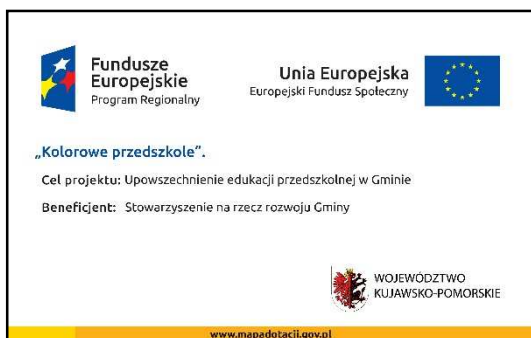 Fundusze
Europejskie
Program Regionalny
Unia Europejska
Europejski Fundusz Społeczny
„Kolorowe przedszkole”.
Cel projektu: Upowszechnienie edukacji przedszkolnej w Gminie
Beneficjent: Stowarzyszenie na rzecz rozwoju Gminy
WOJEWÓDZTWO
KUJAWSKO-POMORSKIE
www.mapadotacji.gov.pl